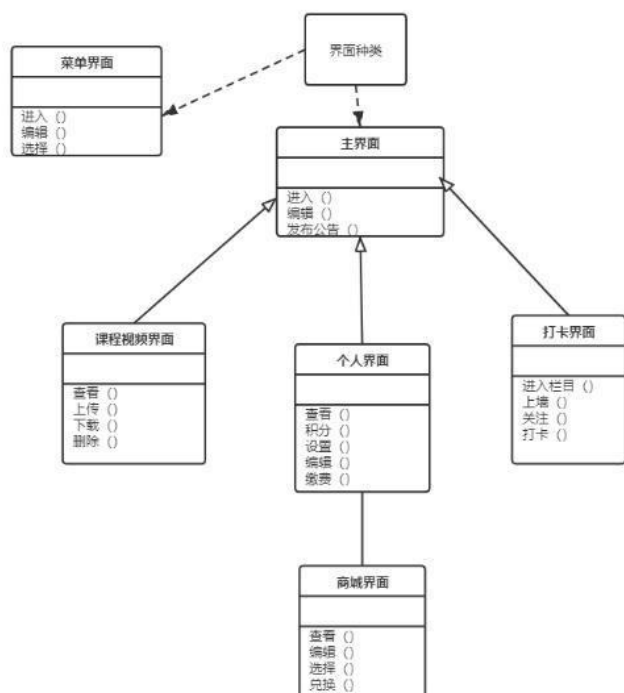 菜单界面
进入（）
编辑（）
选择（）
界面种类
主界面
进入（）
编辑（）
发布公告（）
课程视频界面
查看（）
上传（）
下载（）
删除（）
个人界面
查看（）
积分（）
设置（）
编辑（）
缴费（）
打卡界面
进入栏目（）
上墙（）
关注（）
打卡（）
商城界面
查看（）
编辑（）
选择（）
兑换（）